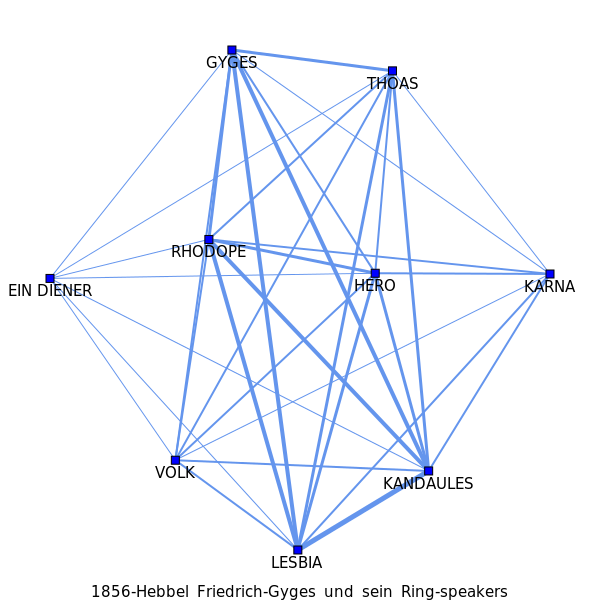 GYGES
THOAS
RHODOPE
EIN DIENER
HERO
KARNA
VOLK
KANDAULES
LESBIA
1856-Hebbel Friedrich-Gyges und sein Ring-speakers